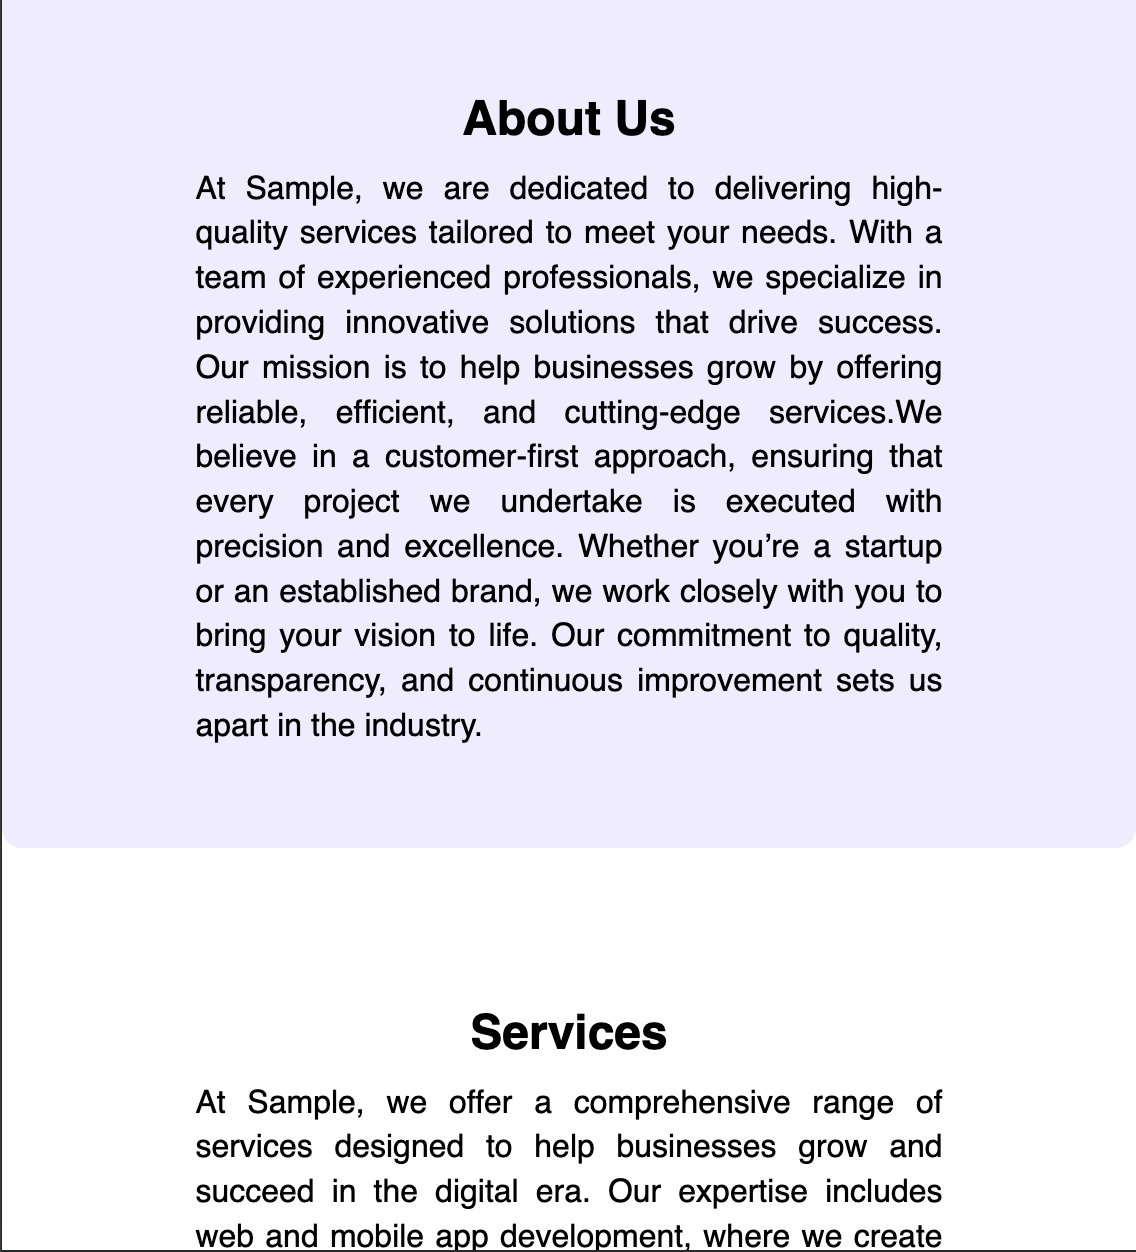 About Us
At Sample, we are dedicated to delivering high-
quality services tailored to meet your needs. With a
team of experienced professionals, we specialize in
providing innovative solutions that drive success.
Our mission is to help businesses grow by offering
reliable, efficient, and cutting-edge services.We
believe in a customer-first approach, ensuring that
every project we undertake is executed with
precision and excellence. Whether you’re a startup
or an established brand, we work closely with you to
bring your vision to life. Our commitment to quality,
transparency, and continuous improvement sets us
apart in the industry.
Services
At Sample, we offer a comprehensive range of
services designed to help businesses grow and
succeed in the digital era. Our expertise includes
web and mobile app development, where we create